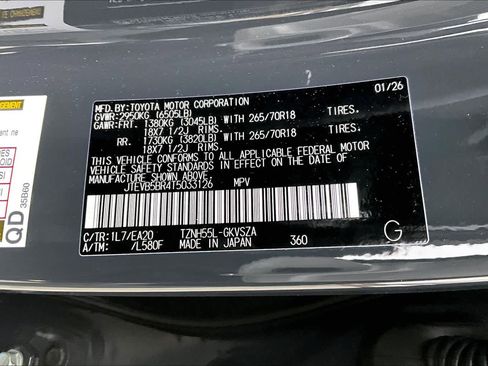 MFD.BY:TOYOTA MOTOR CORPORATION 01/26
GVWR:2950KG (6505LB)
GAWR:FRT. 1380KG (3045LB) WITH 265/70R18 TIRES.
18X7 1/2J RIMS.
RR. 1730KG (3820LB) WITH 265/70R18 TIRES.
18X7 1/2J RIMS.
THIS VEHICLE CONFORMS TO ALL APPLICABLE FEDERAL MOTOR
VEHICLE SAFETY STANDARDS IN EFFECT ON THE DATE OF
MANUFACTURE SHOWN ABOVE.
JTEVB5BR4T5033126 MPV
C/TR:1L7/EA20 TZNH55L-GKVSZA
A/TM: /L580F MADE IN JAPAN 360
G
QD
35B60